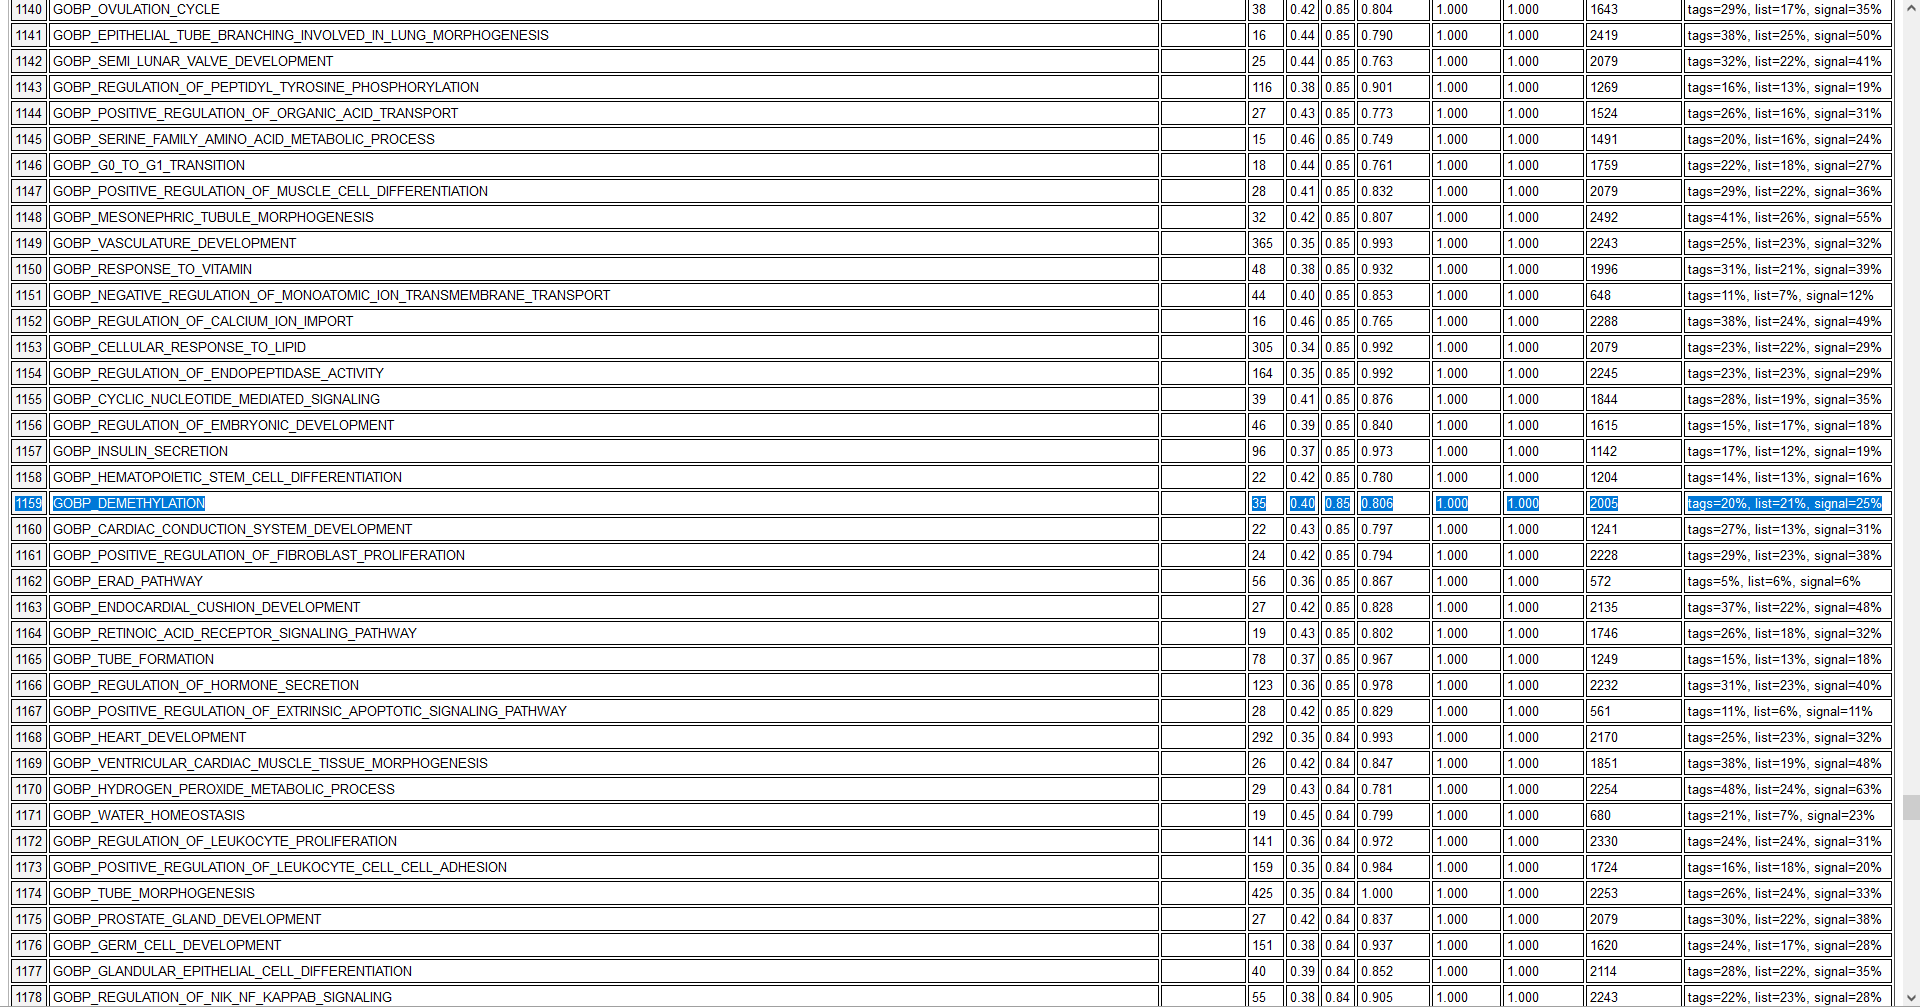 1140 GOBP_OVULATION_CYCLE 38 0.42 0.85 0.804 1.000 1.000 1643 tags=29%, list=17%, signal=35%
1141 GOBP_EPITHELIAL_TUBE_BRANCHING_INVOLVED_IN_LUNG_MORPHOGENESIS 16 0.44 0.85 0.790 1.000 1.000 2419 tags=38%, list=25%, signal=50%
1142 GOBP_SEMI_LUNAR_VALVE_DEVELOPMENT 25 0.44 0.85 0.763 1.000 1.000 2079 tags=32%, list=22%, signal=41%
1143 GOBP_REGULATION_OF_PEPTIDYL_TYROSINE_PHOSPHORYLATION 116 0.38 0.85 0.901 1.000 1.000 1269 tags=16%, list=13%, signal=19%
1144 GOBP_POSITIVE_REGULATION_OF_ORGANIC_ACID_TRANSPORT 27 0.43 0.85 0.773 1.000 1.000 1524 tags=26%, list=16%, signal=31%
1145 GOBP_SERINE_FAMILY_AMINO_ACID_METABOLIC_PROCESS 15 0.46 0.85 0.749 1.000 1.000 1491 tags=20%, list=16%, signal=24%
1146 GOBP_G0_TO_G1_TRANSITION 18 0.44 0.85 0.761 1.000 1.000 1759 tags=22%, list=18%, signal=27%
1147 GOBP_POSITIVE_REGULATION_OF_MUSCLE_CELL_DIFFERENTIATION 28 0.41 0.85 0.832 1.000 1.000 2079 tags=29%, list=22%, signal=36%
1148 GOBP_MESONEPHRIC_TUBULE_MORPHOGENESIS 32 0.42 0.85 0.807 1.000 1.000 2492 tags=41%, list=26%, signal=55%
1149 GOBP_VASCULATURE_DEVELOPMENT 365 0.35 0.85 0.993 1.000 1.000 2243 tags=25%, list=23%, signal=32%
1150 GOBP_RESPONSE_TO_VITAMIN 48 0.38 0.85 0.932 1.000 1.000 1996 tags=31%, list=21%, signal=39%
1151 GOBP_NEGATIVE_REGULATION_OF_MONOATOMIC_ION_TRANSMEMBRANE_TRANSPORT 44 0.40 0.85 0.853 1.000 1.000 648 tags=11%, list=7%, signal=12%
1152 GOBP_REGULATION_OF_CALCIUM_ION_IMPORT 16 0.46 0.85 0.765 1.000 1.000 2288 tags=38%, list=24%, signal=49%
1153 GOBP_CELLULAR_RESPONSE_TO_LIPID 305 0.34 0.85 0.992 1.000 1.000 2079 tags=23%, list=22%, signal=29%
1154 GOBP_REGULATION_OF_ENDOPEPTIDASE_ACTIVITY 164 0.35 0.85 0.992 1.000 1.000 2245 tags=23%, list=23%, signal=29%
1155 GOBP_CYCLIC_NUCLEOTIDE_MEDIATED_SIGNALING 39 0.41 0.85 0.876 1.000 1.000 1844 tags=28%, list=19%, signal=35%
1156 GOBP_REGULATION_OF_EMBRYONIC_DEVELOPMENT 46 0.39 0.85 0.840 1.000 1.000 1615 tags=15%, list=17%, signal=18%
1157 GOBP_INSULIN_SECRETION 96 0.37 0.85 0.973 1.000 1.000 1142 tags=17%, list=12%, signal=19%
1158 GOBP_HEMATOPOIETIC_STEM_CELL_DIFFERENTIATION 22 0.42 0.85 0.780 1.000 1.000 1204 tags=14%, list=13%, signal=16%
1159 GOBP_DEMETHYLATION 35 0.40 0.85 0.806 1.000 1.000 2005 tags=20%, list=21%, signal=25%
1160 GOBP_CARDIAC_CONDUCTION_SYSTEM_DEVELOPMENT 22 0.43 0.85 0.797 1.000 1.000 1241 tags=27%, list=13%, signal=31%
1161 GOBP_POSITIVE_REGULATION_OF_FIBROBLAST_PROLIFERATION 24 0.42 0.85 0.794 1.000 1.000 2228 tags=29%, list=23%, signal=38%
1162 GOBP_ERAD_PATHWAY 56 0.36 0.85 0.867 1.000 1.000 572 tags=5%, list=6%, signal=6%
1163 GOBP_ENDOCARDIAL_CUSHION_DEVELOPMENT 27 0.42 0.85 0.828 1.000 1.000 2135 tags=37%, list=22%, signal=48%
1164 GOBP_RETINOIC_ACID_RECEPTOR_SIGNALING_PATHWAY 19 0.43 0.85 0.802 1.000 1.000 1746 tags=26%, list=18%, signal=32%
1165 GOBP_TUBE_FORMATION 78 0.37 0.85 0.967 1.000 1.000 1249 tags=15%, list=13%, signal=18%
1166 GOBP_REGULATION_OF_HORMONE_SECRETION 123 0.36 0.85 0.978 1.000 1.000 2232 tags=31%, list=23%, signal=40%
1167 GOBP_POSITIVE_REGULATION_OF_EXTRINSIC_APOPTOTIC_SIGNALING_PATHWAY 28 0.42 0.85 0.829 1.000 1.000 561 tags=11%, list=6%, signal=11%
1168 GOBP_HEART_DEVELOPMENT 292 0.35 0.84 0.993 1.000 1.000 2170 tags=25%, list=23%, signal=32%
1169 GOBP_VENTRICULAR_CARDIAC_MUSCLE_TISSUE_MORPHOGENESIS 26 0.42 0.84 0.847 1.000 1.000 1851 tags=38%, list=19%, signal=48%
1170 GOBP_HYDROGEN_PEROXIDE_METABOLIC_PROCESS 29 0.43 0.84 0.781 1.000 1.000 2254 tags=48%, list=24%, signal=63%
1171 GOBP_WATER_HOMEOSTASIS 19 0.45 0.84 0.799 1.000 1.000 680 tags=21%, list=7%, signal=23%
1172 GOBP_REGULATION_OF_LEUKOCYTE_PROLIFERATION 141 0.36 0.84 0.972 1.000 1.000 2330 tags=24%, list=24%, signal=31%
1173 GOBP_POSITIVE_REGULATION_OF_LEUKOCYTE_CELL_CELL_ADHESION 159 0.35 0.84 0.984 1.000 1.000 1724 tags=16%, list=18%, signal=20%
1174 GOBP_TUBE_MORPHOGENESIS 425 0.35 0.84 1.000 1.000 1.000 2253 tags=26%, list=24%, signal=33%
1175 GOBP_PROSTATE_GLAND_DEVELOPMENT 27 0.42 0.84 0.837 1.000 1.000 2079 tags=30%, list=22%, signal=38%
1176 GOBP_GERM_CELL_DEVELOPMENT 151 0.38 0.84 0.937 1.000 1.000 1620 tags=24%, list=17%, signal=28%
1177 GOBP_GLANDULAR_EPITHELIAL_CELL_DIFFERENTIATION 40 0.39 0.84 0.852 1.000 1.000 2114 tags=28%, list=22%, signal=35%
1178 GOBP_REGULATION_OF_NIK_NF_KAPPAB_SIGNALING 55 0.38 0.84 0.905 1.000 1.000 2243 tags=22%, list=23%, signal=28%